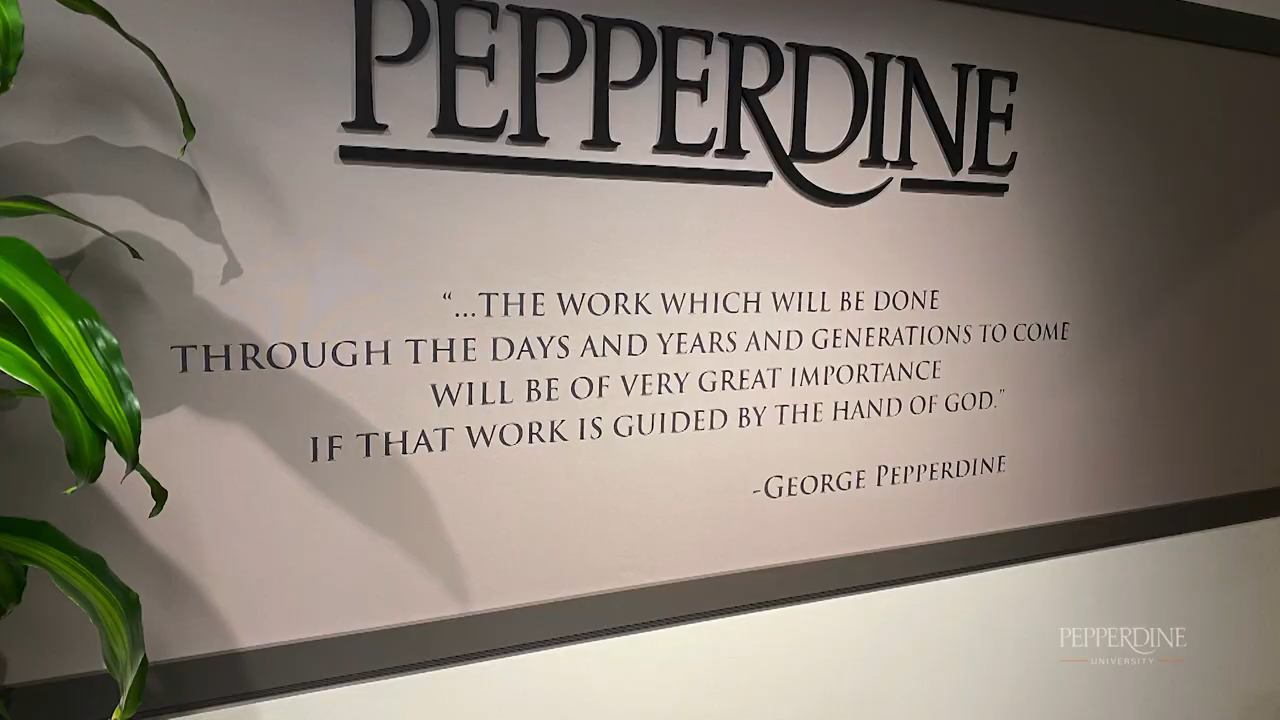 PEPPERDINE
“...THE WORK WHICH WILL BE DONE
THROUGH THE DAYS AND YEARS AND GENERATIONS TO COME
WILL BE OF VERY GREAT IMPORTANCE
IF THAT WORK IS GUIDED BY THE HAND OF GOD.”
-GEORGE PEPPERDINE
PEPPERDINE
UNIVERSITY